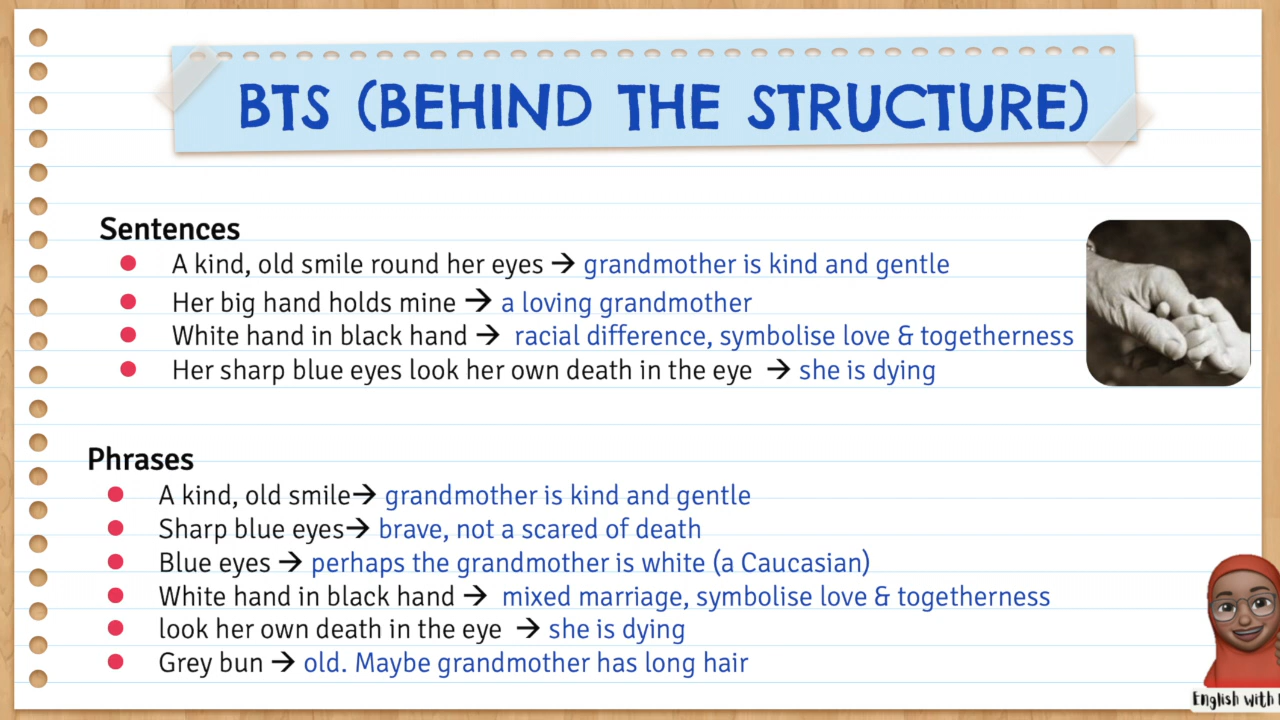 BTS (BEHIND THE STRUCTURE)
Sentences
A kind, old smile round her eyes → grandmother is kind and gentle
Her big hand holds mine → a loving grandmother
White hand in black hand → racial difference, symbolise love & togetherness
Her sharp blue eyes look her own death in the eye → she is dying
Phrases
A kind, old smile→ grandmother is kind and gentle
Sharp blue eyes→ brave, not a scared of death
Blue eyes → perhaps the grandmother is white (a Caucasian)
White hand in black hand → mixed marriage, symbolise love & togetherness
look her own death in the eye → she is dying
Grey bun → old. Maybe grandmother has long hair
English with